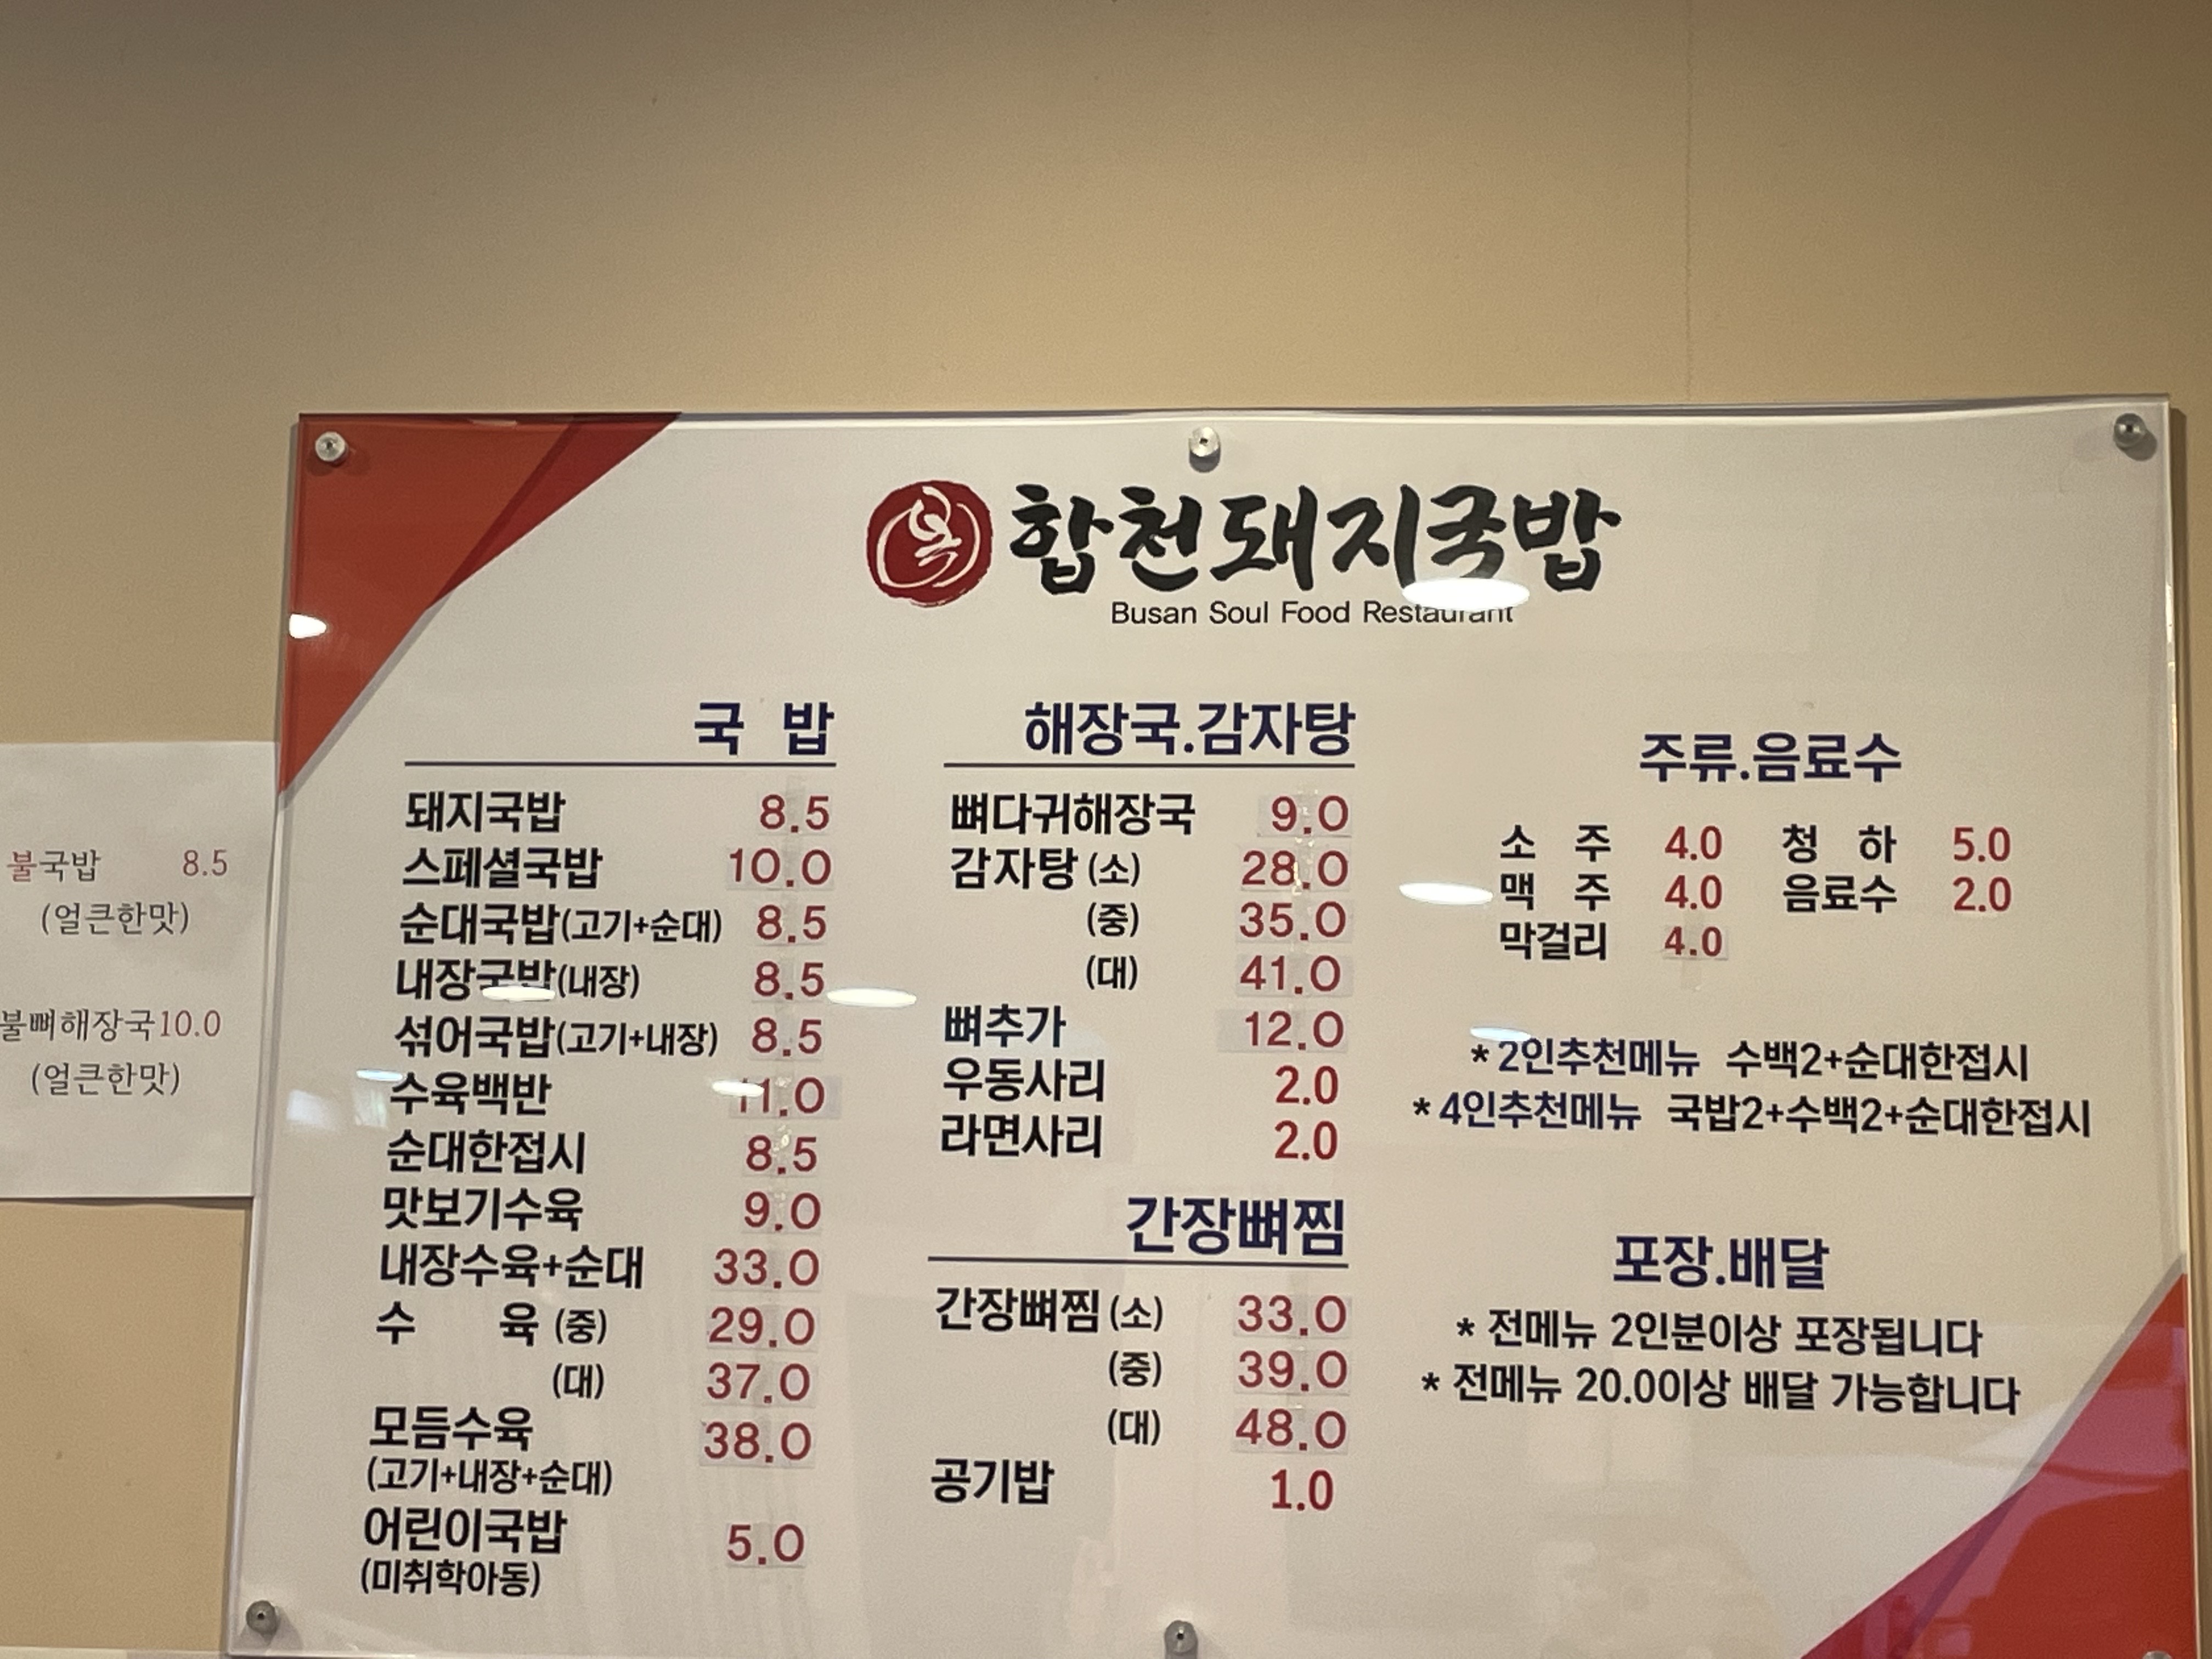 합천돼지국밥
Busan Soul Food Restaurant
불국밥 8.5
(얼큰한맛)
불뼈해장국10.0
(얼큰한맛)
국 밥
돼지국밥 8.5
스페셜국밥 10.0
순대국밥(고기+순대) 8.5
내장국밥(내장) 8.5
섞어국밥(고기+내장) 8.5
수육백반 11.0
순대한접시 8.5
맛보기수육 9.0
내장수육+순대 33.0
수 육 (중) 29.0
(대) 37.0
모듬수육 38.0
(고기+내장+순대)
어린이국밥 5.0
(미취학아동)
해장국.감자탕
뼈다귀해장국 9.0
감자탕 (소) 28.0
(중) 35.0
(대) 41.0
뼈추가 12.0
우동사리 2.0
라면사리 2.0
간장뼈찜
간장뼈찜 (소) 33.0
(중) 39.0
(대) 48.0
공기밥 1.0
주류.음료수
소 주 4.0 청 하 5.0
맥 주 4.0 음료수 2.0
막걸리 4.0
* 2인추천메뉴 수백2+순대한접시
* 4인추천메뉴 국밥2+수백2+순대한접시
포장.배달
* 전메뉴 2인분이상 포장됩니다
* 전메뉴 20.0이상 배달 가능합니다